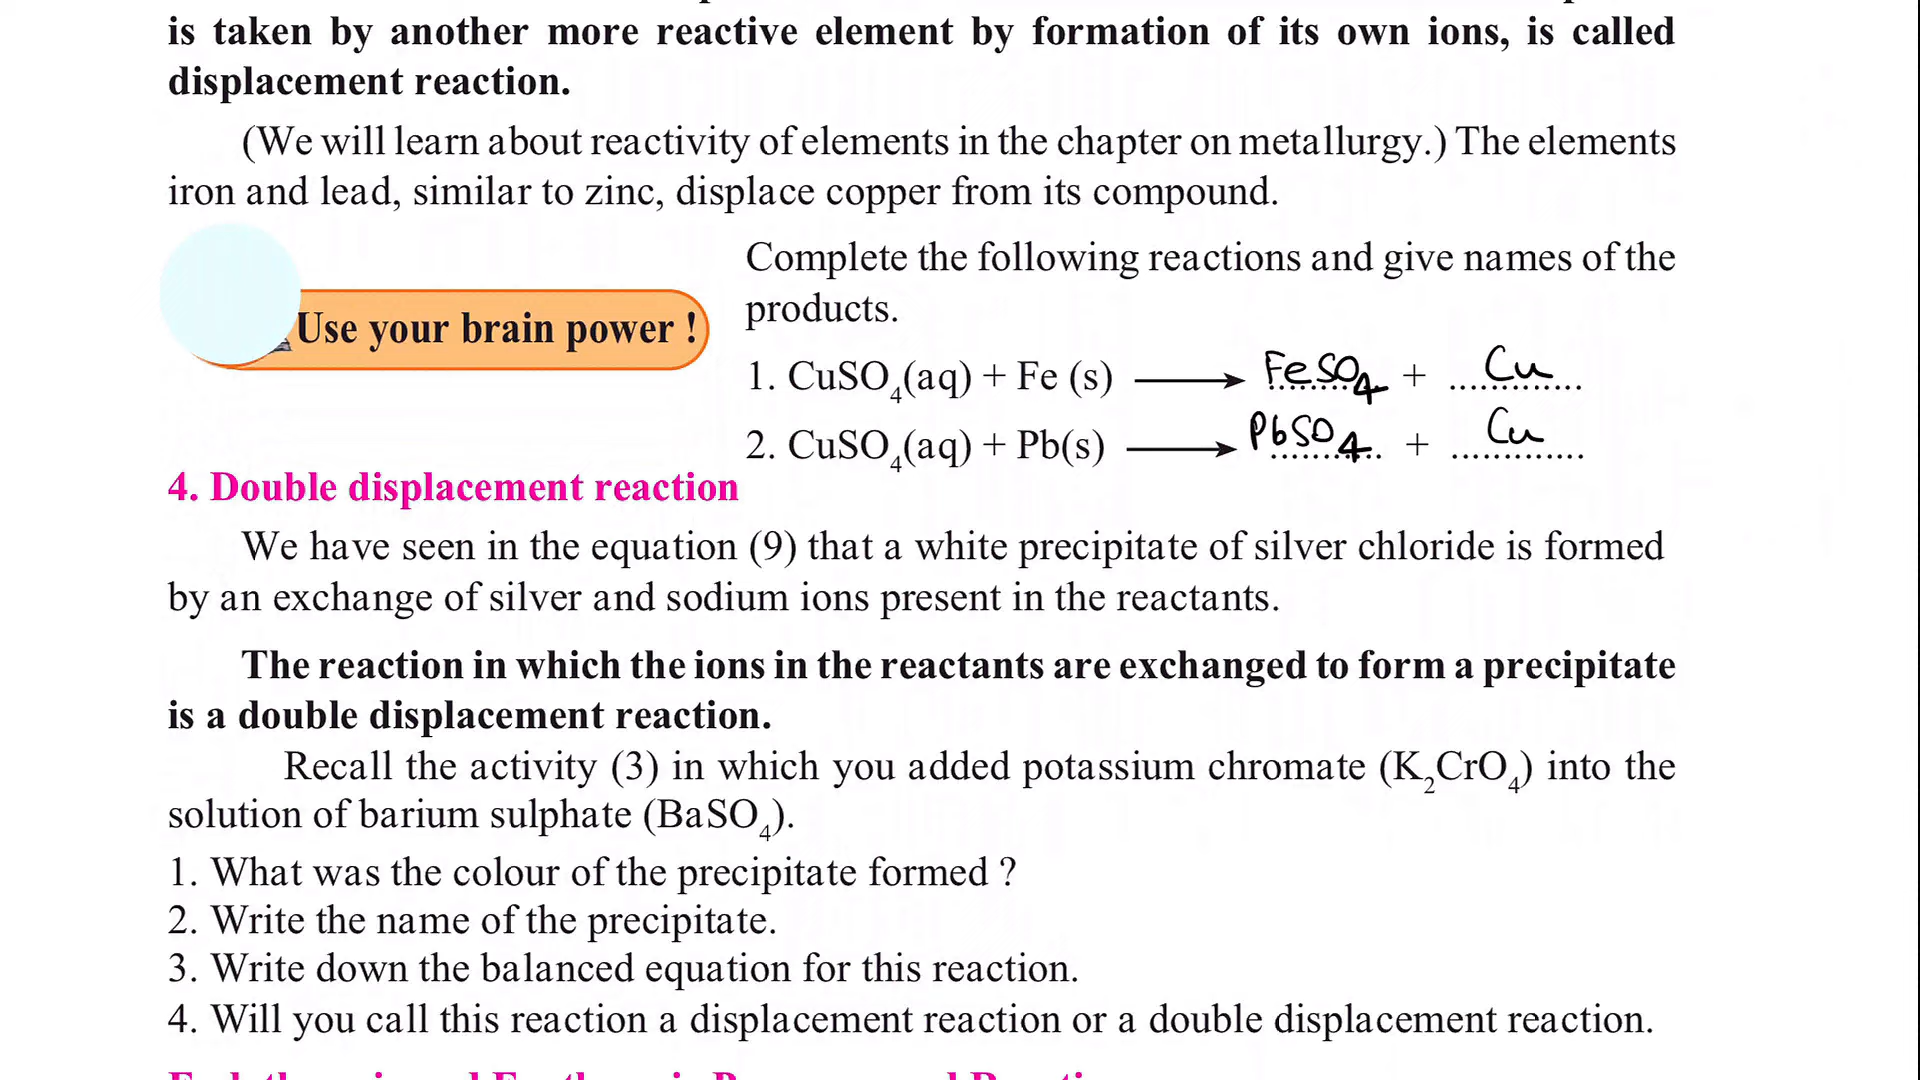 is taken by another more reactive element by formation of its own ions, is called
displacement reaction.
(We will learn about reactivity of elements in the chapter on metallurgy.) The elements
iron and lead, similar to zinc, displace copper from its compound.
Use your brain power !
Complete the following reactions and give names of the
products.
1. CuSO₄(aq) + Fe (s) ⟶ FeSO₄ + Cu
2. CuSO₄(aq) + Pb(s) ⟶ PbSO₄ + Cu
4. Double displacement reaction
We have seen in the equation (9) that a white precipitate of silver chloride is formed
by an exchange of silver and sodium ions present in the reactants.
The reaction in which the ions in the reactants are exchanged to form a precipitate
is a double displacement reaction.
Recall the activity (3) in which you added potassium chromate (K₂CrO₄) into the
solution of barium sulphate (BaSO₄).
1. What was the colour of the precipitate formed ?
2. Write the name of the precipitate.
3. Write down the balanced equation for this reaction.
4. Will you call this reaction a displacement reaction or a double displacement reaction.